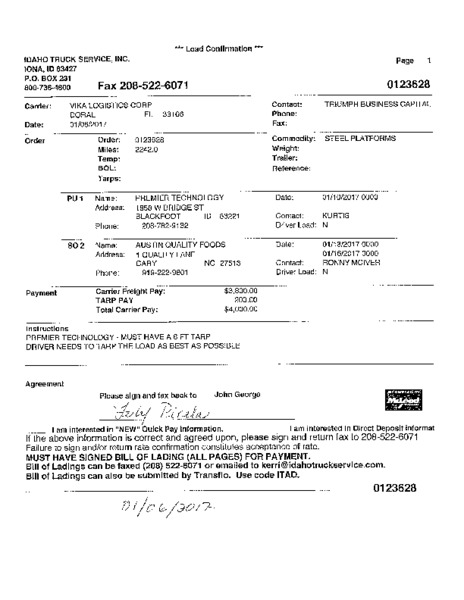 *** Load Confirmation ***
IDAHO TRUCK SERVICE, INC.
IONA, ID 83427
P.O. BOX 231
800-736-4600
Fax 208-522-6071
Page 1
0123628
Carrier: VIKA LOGISTICS CORP
DORAL FL 33166
Date: 01/06/2017
Contact: TRIUMPH BUSINESS CAPITAL
Phone:
Fax:
Order
Order: 0123628
Miles: 2242.0
Temp:
BOL:
Tarps:
Commodity: STEEL PLATFORMS
Weight:
Trailer:
Reference:
PU 1 Name: PREMIER TECHNOLOGY
Address: 1858 W BRIDGE ST
BLACKFOOT ID 83221
Phone: 208-782-9132
Date: 01/10/2017 0000
Contact: KURTIS
Driver Load: N
SO 2 Name: AUSTIN QUALITY FOODS
Address: 1 QUALITY LANE
CARY NC 27513
Phone: 919-222-9801
Date: 01/13/2017 0000
01/16/2017 0000
Contact: RONNY MCIVER
Driver Load: N
Payment
Carrier Freight Pay: $3,800.00
TARP PAY 200.00
Total Carrier Pay: $4,000.00
Instructions
PREMIER TECHNOLOGY - MUST HAVE A 8 FT TARP
DRIVER NEEDS TO TARP THE LOAD AS BEST AS POSSIBLE
Agreement
Please sign and fax back to John George
McLeod
I am interested in "NEW" Quick Pay Information.
I am interested in Direct Deposit Informat
If the above information is correct and agreed upon, please sign and return fax to 208-522-6071
Failure to sign and/or return rate confirmation constitutes acceptance of rate.
MUST HAVE SIGNED BILL OF LADING (ALL PAGES) FOR PAYMENT.
Bill of Ladings can be faxed (208) 522-6071 or emailed to kerri@idahotruckservice.com.
Bill of Ladings can also be submitted by Transflo. Use code ITAD.
0123628
01/06/2017